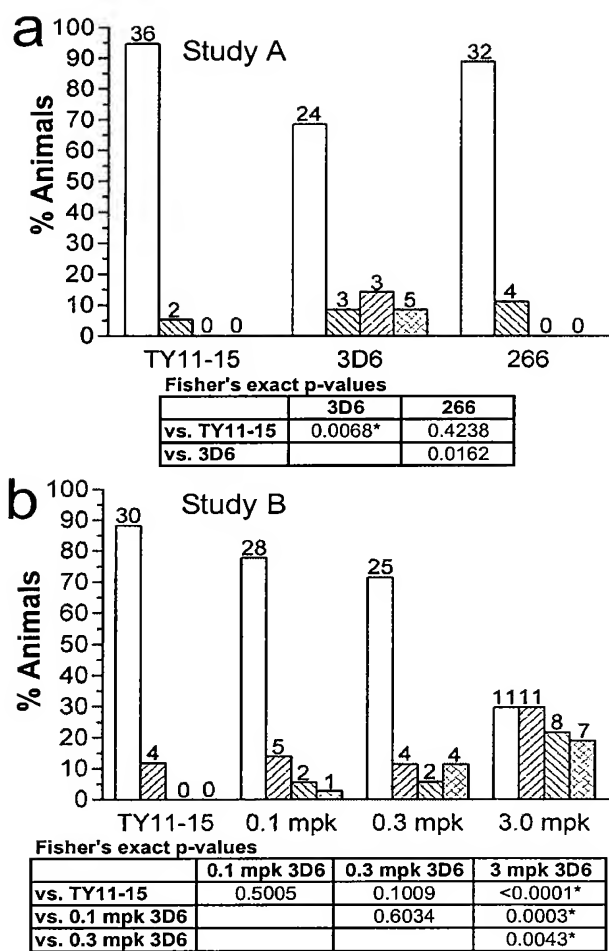 a Study A
100
90
80
70
60
50
40
30
20
10
0
% Animals
36 2 0 0
24 3 3 5
32 4 0 0
TY11-15 3D6 266
Fisher's exact p-values
3D6 266
vs. TY11-15 0.0068* 0.4238
vs. 3D6 0.0162
b Study B
100
90
80
70
60
50
40
30
20
10
0
% Animals
30 4 0 0
28 5 2 1
25 4 2 4
11 11 8 7
TY11-15 0.1 mpk 0.3 mpk 3.0 mpk
Fisher's exact p-values
0.1 mpk 3D6 0.3 mpk 3D6 3 mpk 3D6
vs. TY11-15 0.5005 0.1009 <0.0001*
vs. 0.1 mpk 3D6 0.6034 0.0003*
vs. 0.3 mpk 3D6 0.0043*